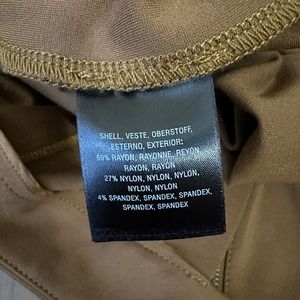 SHELL, VESTE, OBERSTOFF,
ESTERNO, EXTERIOR:
69% RAYON, RAYONNE, REYON
RAYON, RAYON
27% NYLON, NYLON, NYLON,
NYLON, NYLON
4% SPANDEX, SPANDEX, SPANDEX,
SPANDEX, SPANDEX